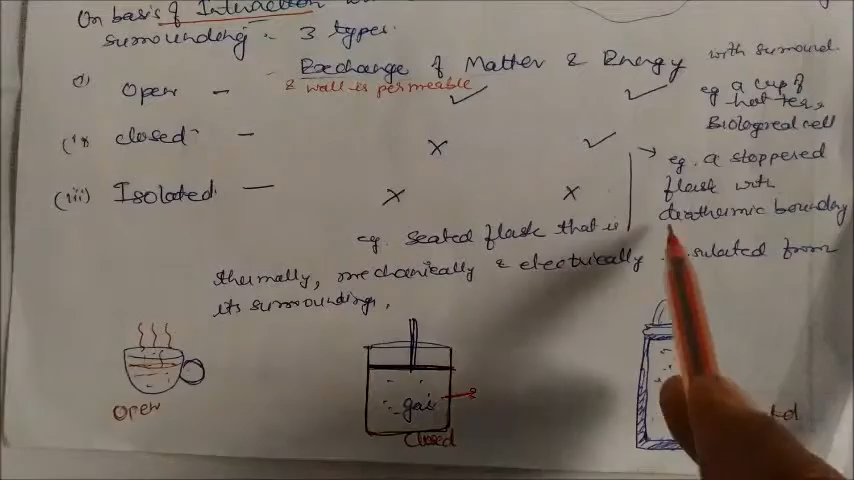 On basis of Interaction
surrounding - 3 types.
Exchange of Matter & Energy with surround
(i) Open - & wall is permeable ✓ ✓ eg a cup of
hot tea,
Biological cell
(ii) closed - × ✓ → eg. a stoppered
flask with
diathermic boundary
(iii) Isolated - × ×
eg. sealed flask that is
thermally, mechanically & electrically sulated from
its surroundings.
Open
gas
Closed